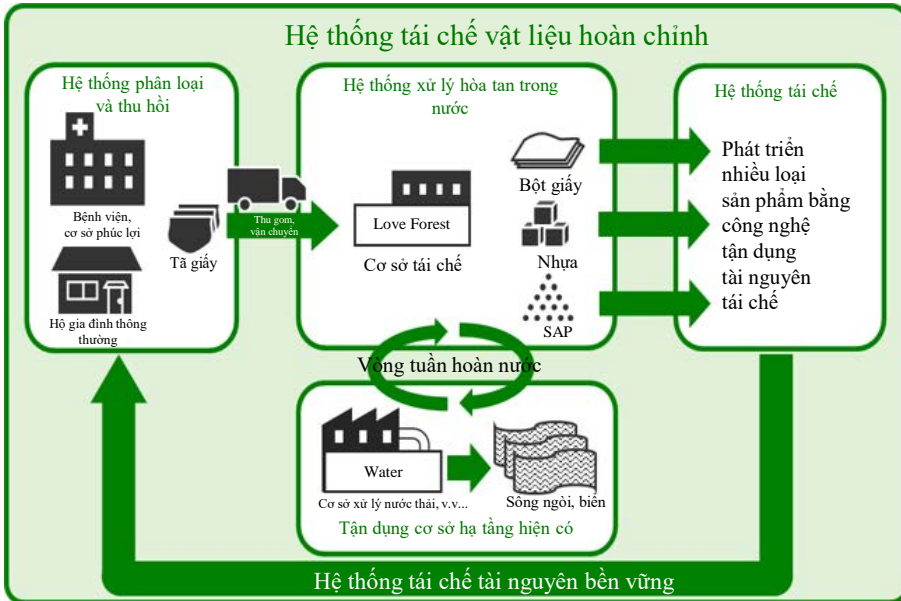 Hệ thống tái chế vật liệu hoàn chỉnh
Hệ thống phân loại
và thu hồi
Bệnh viện,
cơ sở phúc lợi
Tã giấy
Hộ gia đình thông
thường
Thu gom,
vận chuyển
Hệ thống xử lý hòa tan trong
nước
Love Forest
Cơ sở tái chế
Bột giấy
Nhựa
SAP
Hệ thống tái chế
Phát triển
nhiều loại
sản phẩm bằng
công nghệ
tận dụng
tài nguyên
tái chế
Vòng tuần hoàn nước
Water
Cơ sở xử lý nước thải, v.v...
Sông ngòi, biển
Tận dụng cơ sở hạ tầng hiện có
Hệ thống tái chế tài nguyên bền vững